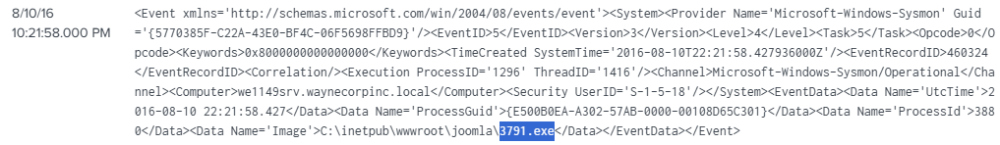 8/10/16
10:21:58.000 PM
<Event xmlns='http://schemas.microsoft.com/win/2004/08/events/event'><System><Provider Name='Microsoft-Windows-Sysmon' Guid
='{5770385F-C22A-43E0-BF4C-06F5698FFBD9}'/><EventID>5</EventID><Version>3</Version><Level>4</Level><Task>5</Task><Opcode>0</O
pcode><Keywords>0x8000000000000000</Keywords><TimeCreated SystemTime='2016-08-10T22:21:58.427936000Z'/><EventRecordID>460324
</EventRecordID><Correlation/><Execution ProcessID='1296' ThreadID='1416'/><Channel>Microsoft-Windows-Sysmon/Operational</Cha
nnel><Computer>we1149srv.waynecorpinc.local</Computer><Security UserID='S-1-5-18'/></System><EventData><Data Name='UtcTime'>2
016-08-10 22:21:58.427</Data><Data Name='ProcessGuid'>{E500B0EA-A302-57AB-0000-00108D65C301}</Data><Data Name='ProcessId'>388
0</Data><Data Name='Image'>C:\inetpub\wwwroot\joomla\3791.exe</Data></EventData></Event>